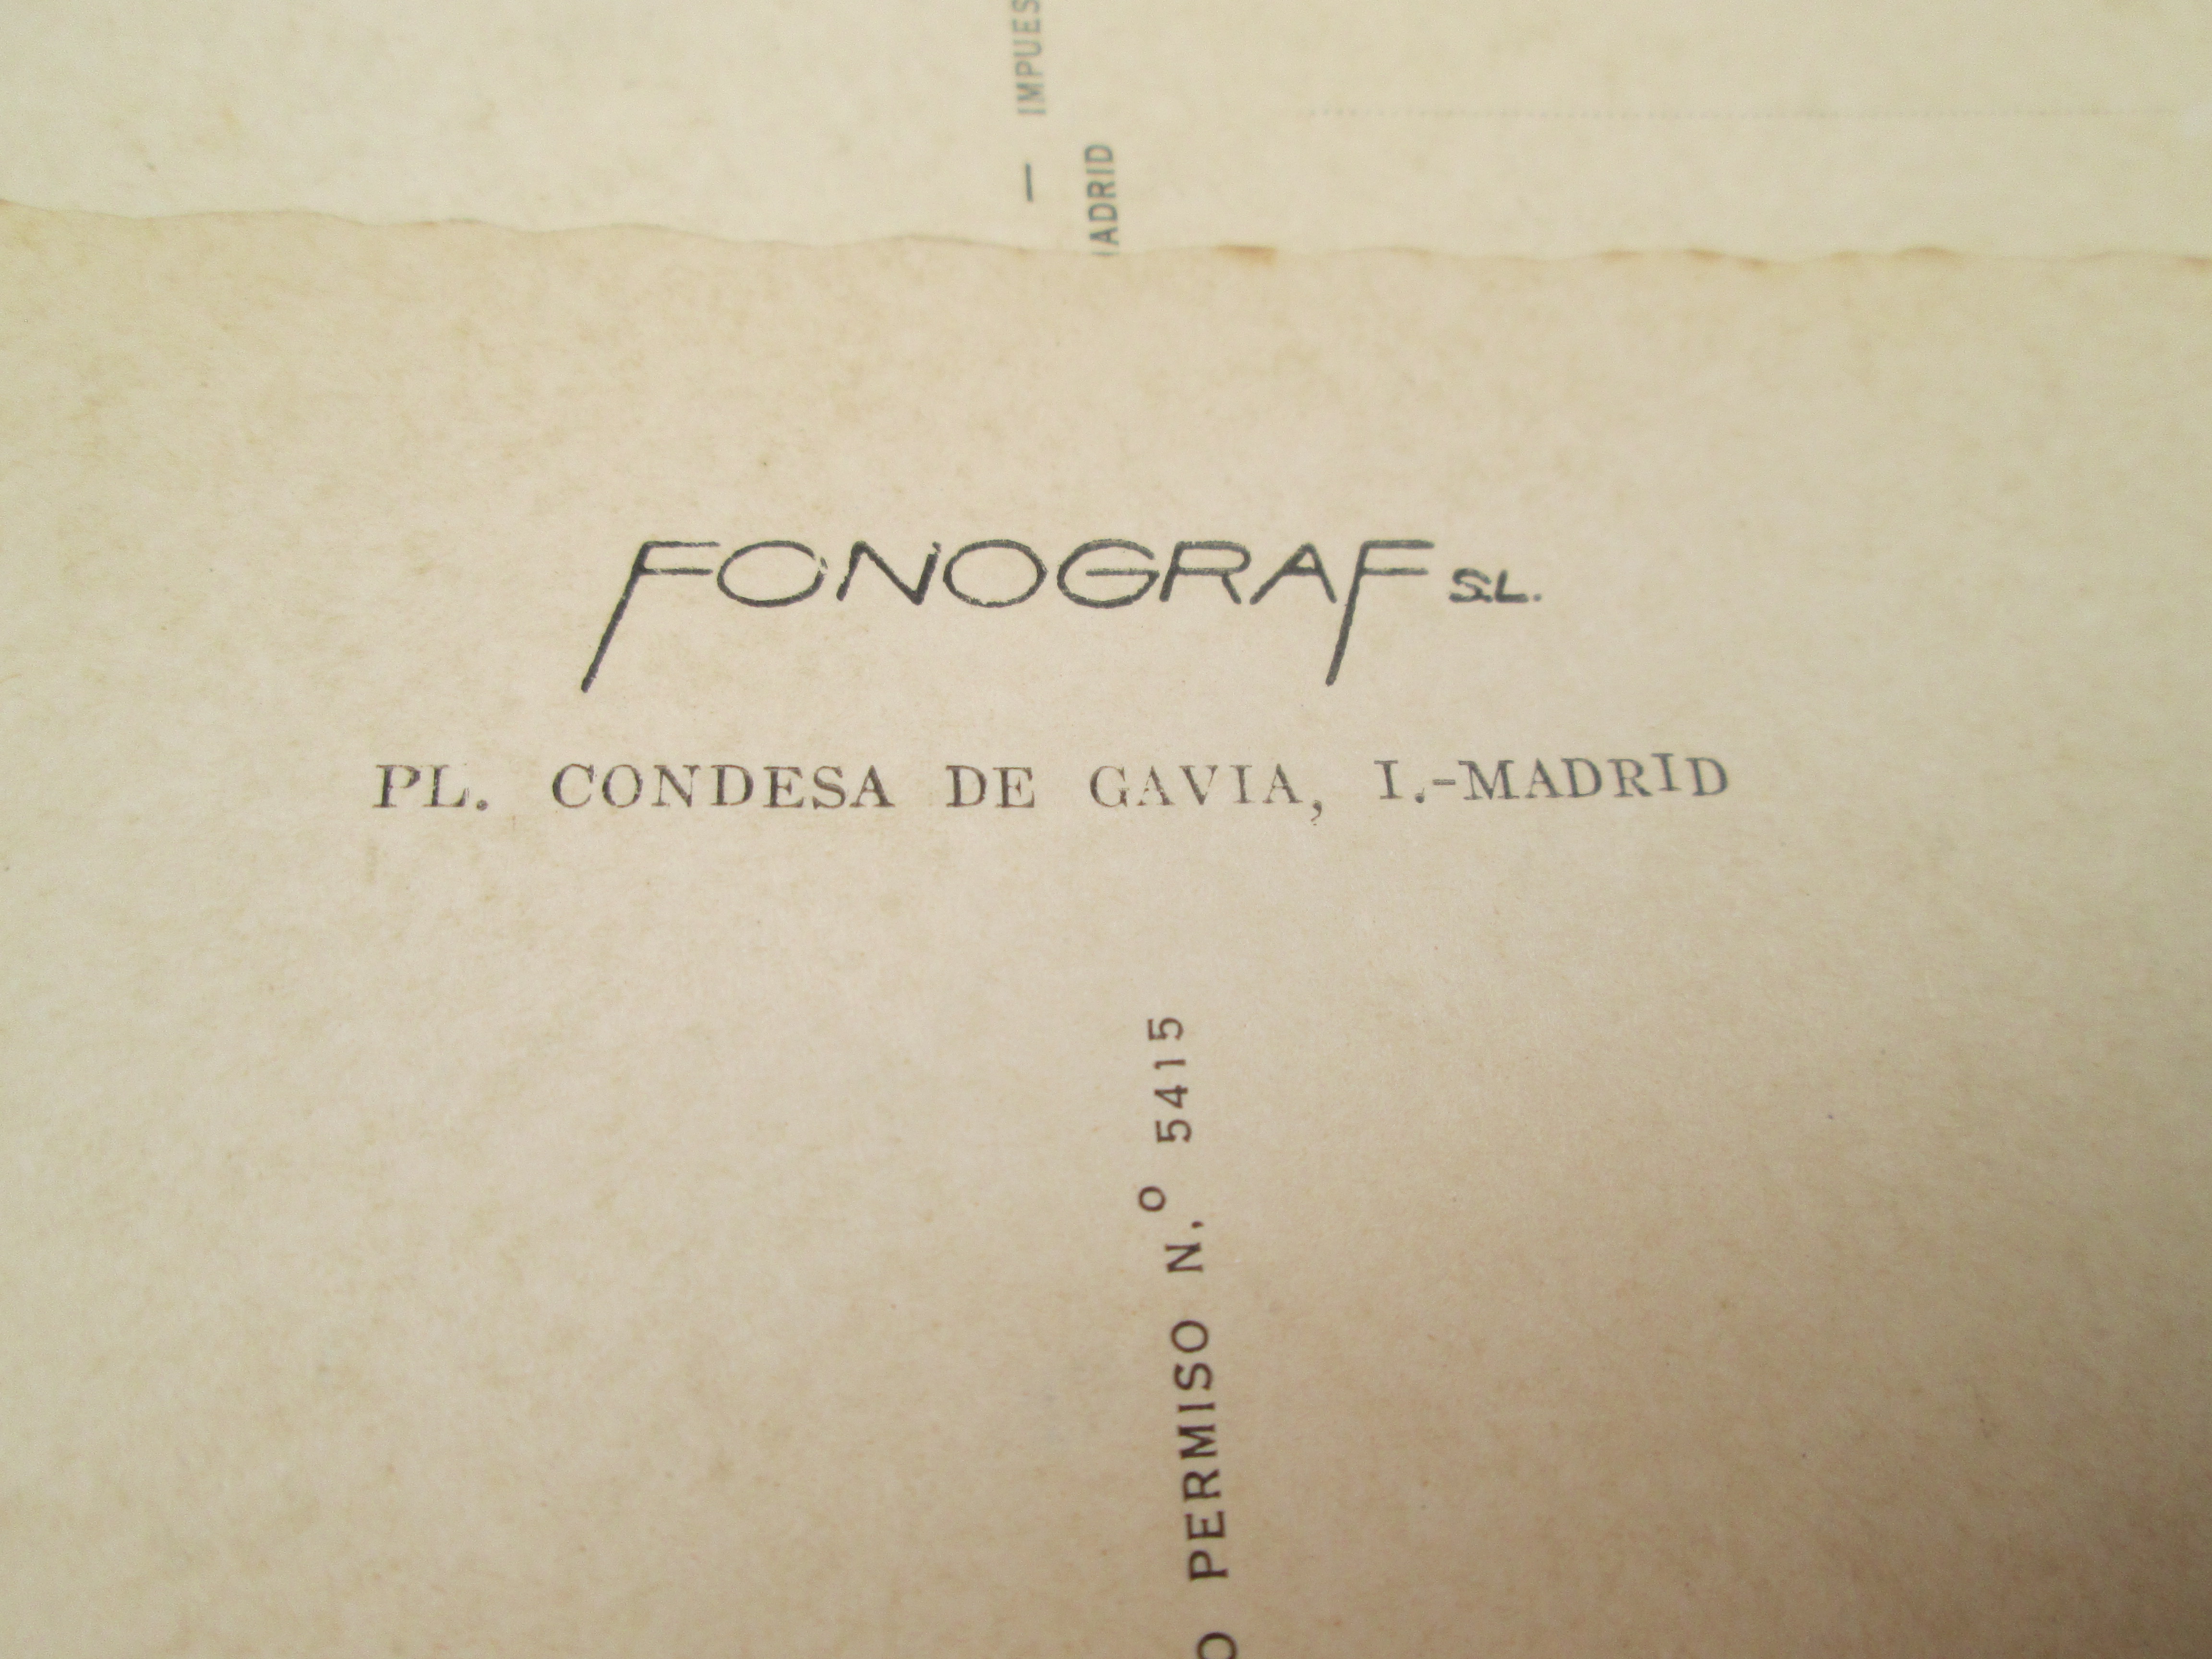 — IMPUES
ADRID
FONOGRAF S.L.
PL. CONDESA DE GAVIA, I.-MADRID
O PERMISO N.º 5415